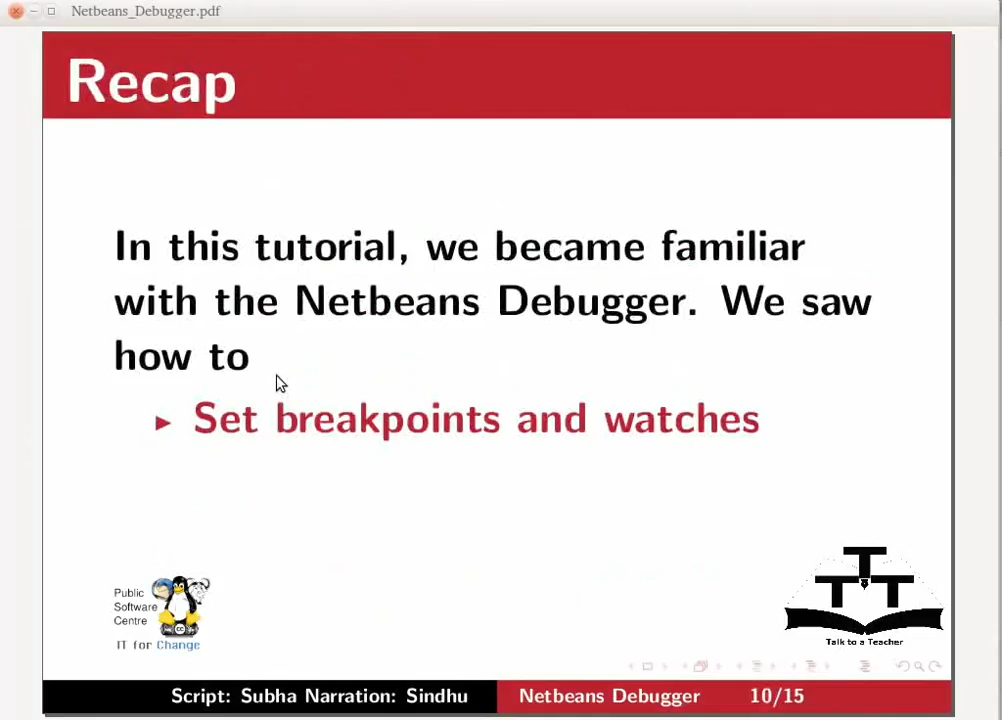 Netbeans_Debugger.pdf
Recap
In this tutorial, we became familiar
with the Netbeans Debugger. We saw
how to
Set breakpoints and watches
Public
Software
Centre
IT for Change
TTT
Talk to a Teacher
Script: Subha Narration: Sindhu Netbeans Debugger 10/15